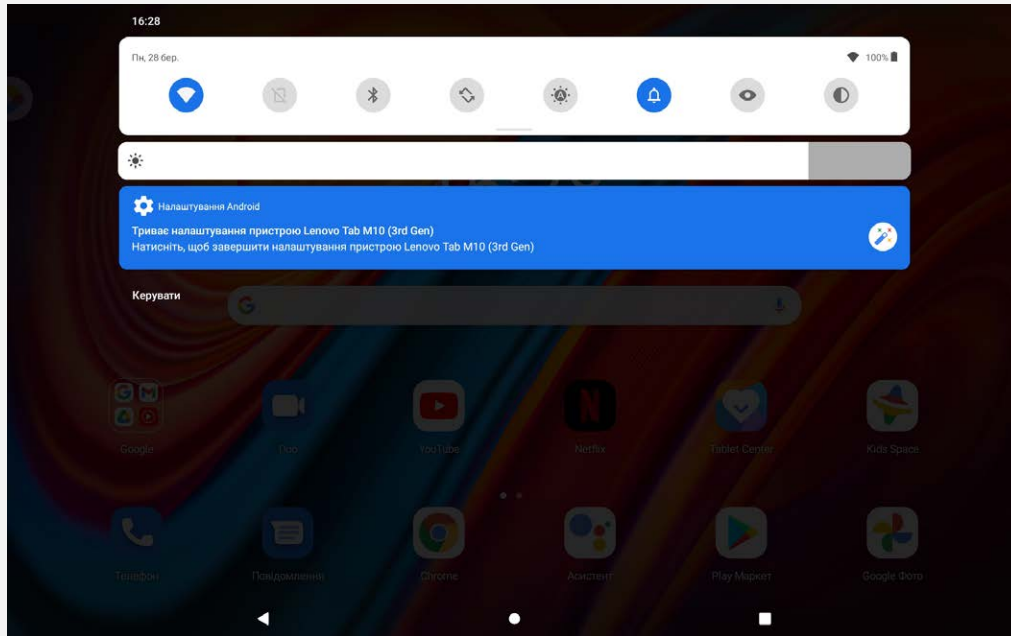 16:28
Пн, 28 бер.
100%
Налаштування Android
Триває налаштування пристрою Lenovo Tab M10 (3rd Gen)
Натисніть, щоб завершити налаштування пристрою Lenovo Tab M10 (3rd Gen)
Керувати
Google
Duo
YouTube
Netflix
Tablet Center
Kids Space
Телефон
Повідомлення
Chrome
Асистент
Play Маркет
Google Фото